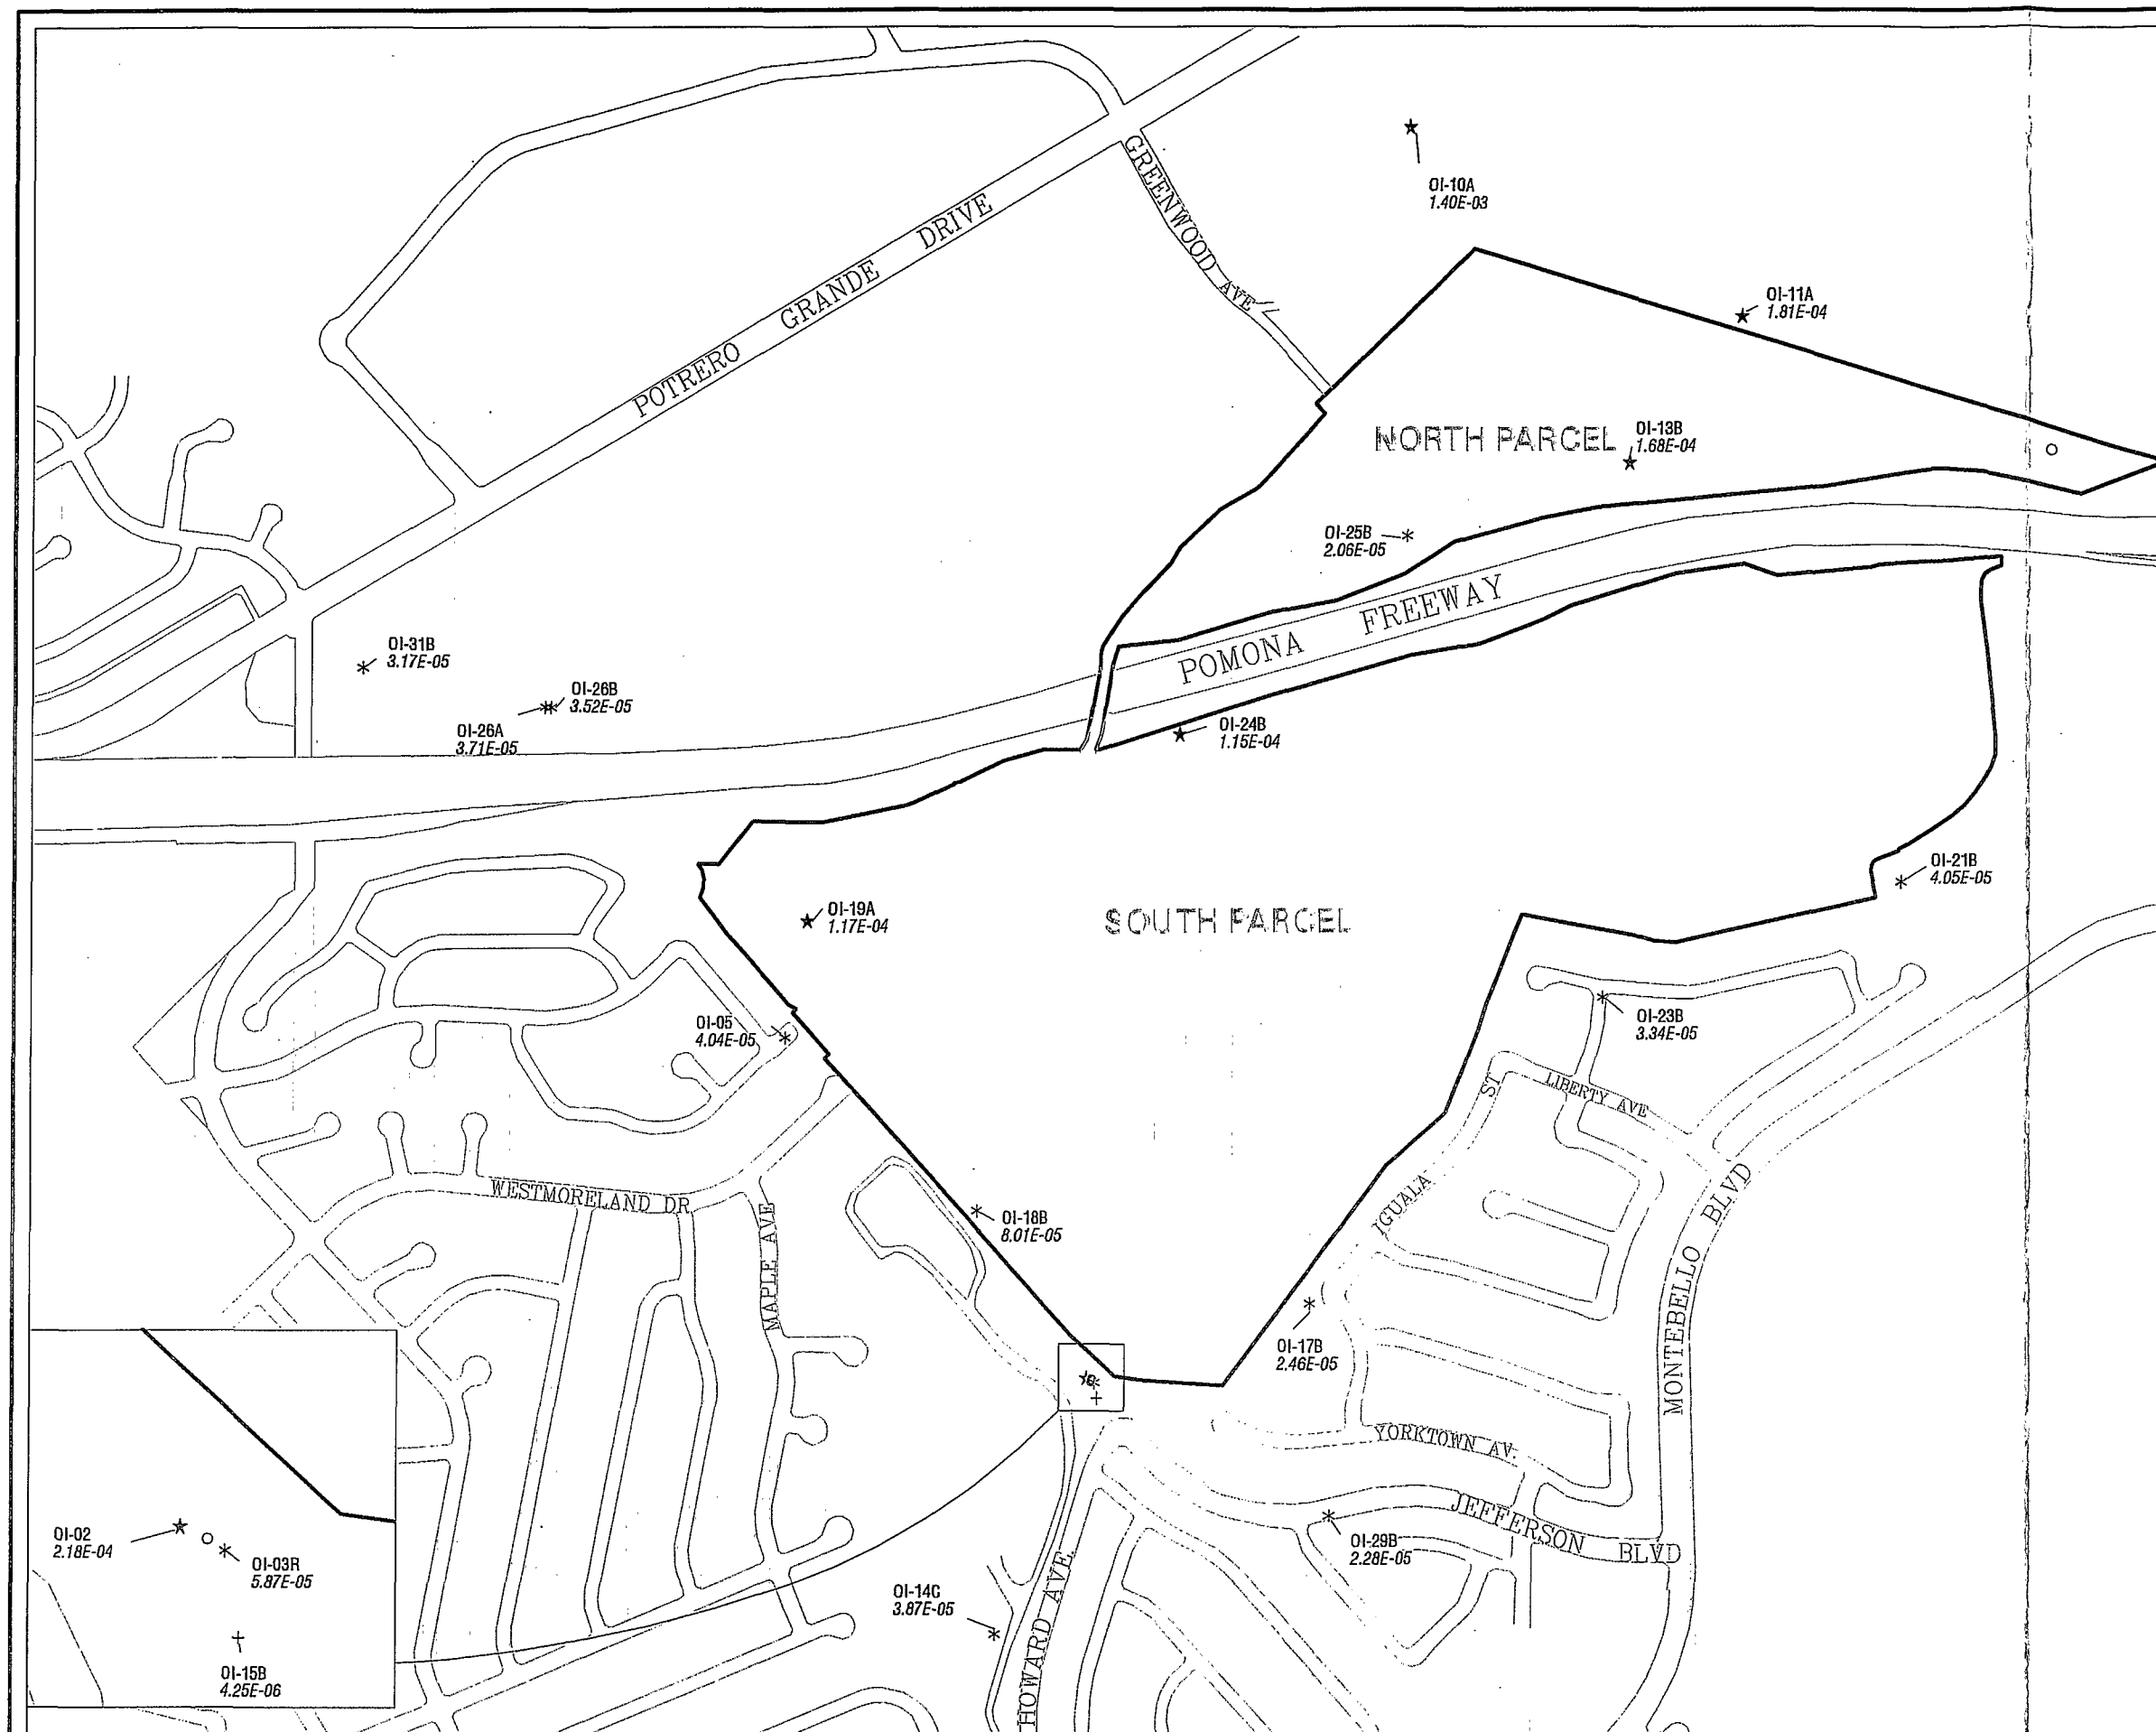 GREENWOOD AVE
OI-10A
1.40E-03
POTRERO GRANDE DRIVE
OI-11A
1.81E-04
NORTH PARCEL
OI-13B
1.68E-04
OI-25B
2.06E-05
POMONA FREEWAY
OI-31B
3.17E-05
OI-26B
3.52E-05
OI-26A
3.71E-05
OI-24B
1.15E-04
OI-21B
4.05E-05
OI-19A
1.17E-04
SOUTH PARCEL
OI-05
4.04E-05
OI-23B
3.34E-05
LIBERTY AVE
IGUALA ST
WESTMORELAND DR
MAPLE AVE
OI-18B
8.01E-05
MONTEBELLO BLVD
OI-17B
2.46E-05
YORKTOWN AV.
JEFFERSON BLVD
OI-29B
2.28E-05
OI-02
2.18E-04
OI-03R
5.87E-05
OI-14C
3.87E-05
HOWARD AVE.
OI-15B
4.25E-06